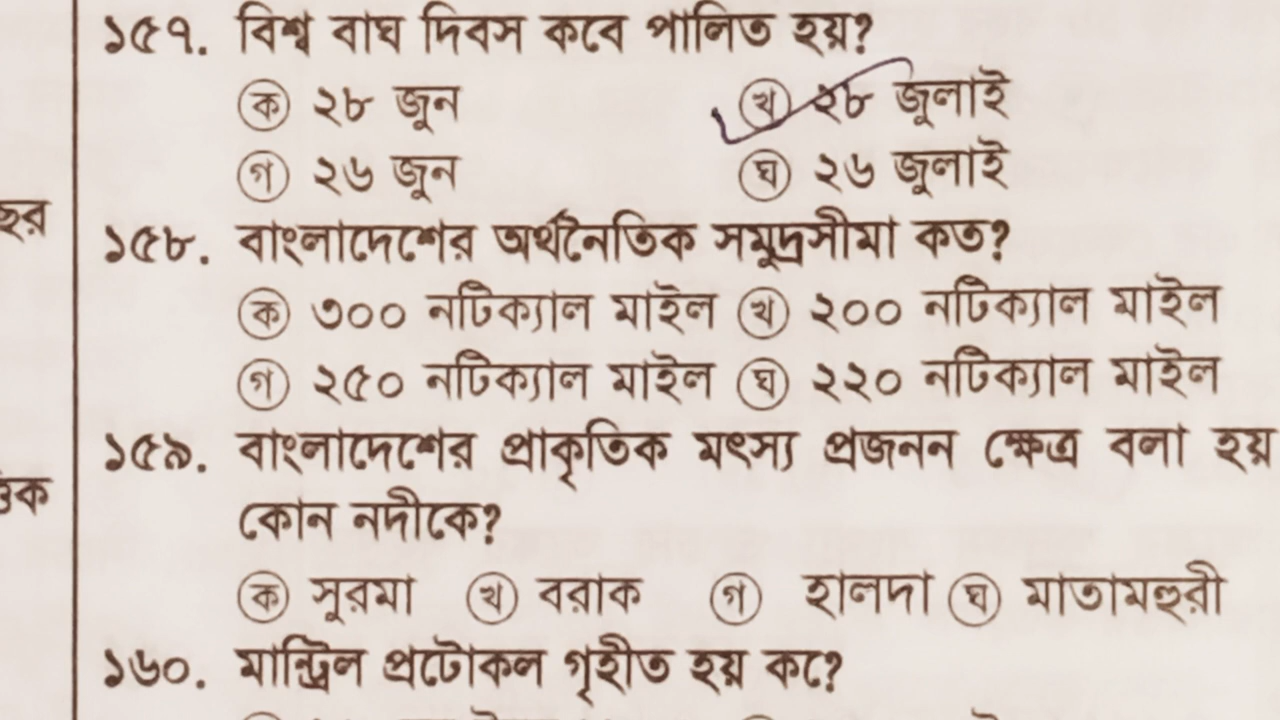 ১৫৭. বিশ্ব বাঘ দিবস কবে পালিত হয়?
ক ২৮ জুন খ ২৮ জুলাই
গ ২৬ জুন ঘ ২৬ জুলাই
ছর
১৫৮. বাংলাদেশের অর্থনৈতিক সমুদ্রসীমা কত?
ক ৩০০ নটিক্যাল মাইল খ ২০০ নটিক্যাল মাইল
গ ২৫০ নটিক্যাল মাইল ঘ ২২০ নটিক্যাল মাইল
১৫৯. বাংলাদেশের প্রাকৃতিক মৎস্য প্রজনন ক্ষেত্র বলা হয়
কোন নদীকে?
ক সুরমা খ বরাক গ হালদা ঘ মাতামহুরী
১৬০. মান্ট্রিল প্রটোকল গৃহীত হয় কে?